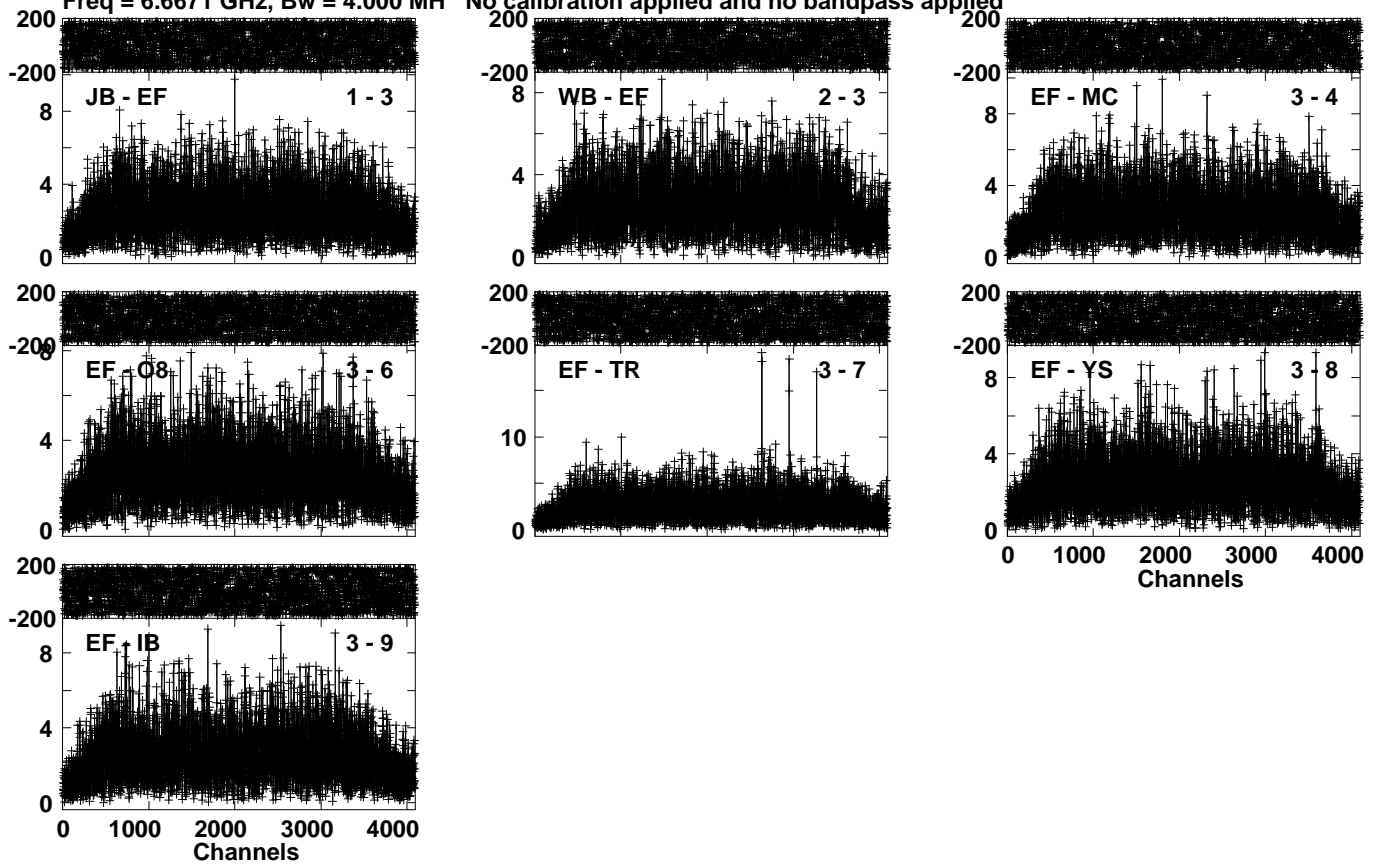 Freq = 6.6671 GHz, Bw = 4.000 MH No calibration applied and no bandpass applied
200 200 200
-200 -200 -200
JB - EF 1 - 3 WB - EF 2 - 3 EF - MC 3 - 4
8 8 8
4 4 4
0 0 0
200 200 200
-200 -200 -200
8
EF - O8 3 - 6 EF - TR 3 - 7 EF - YS 3 - 8
4 10 8
4
0 0 0
0 1000 2000 3000 4000
Channels
200
-200
EF - IB 3 - 9
8
4
0
0 1000 2000 3000 4000
Channels